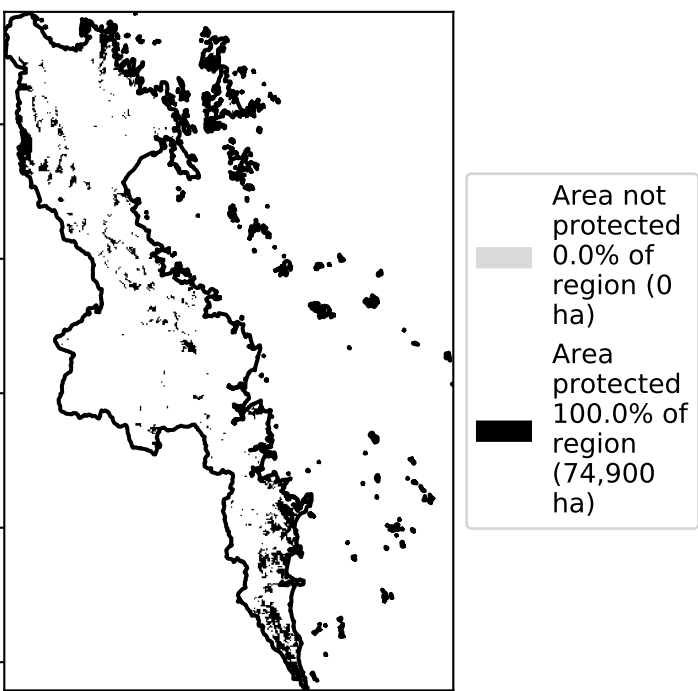 Area not
protected
0.0% of
region (0
ha)
Area
protected
100.0% of
region
(74,900
ha)